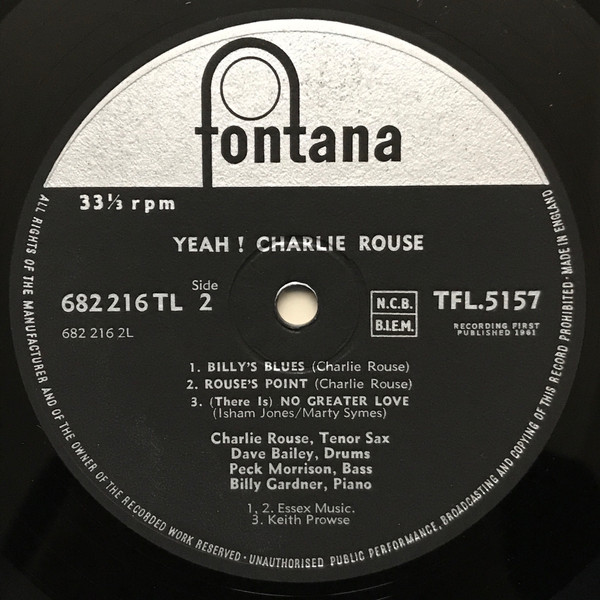 fontana
33⅓ rpm
YEAH! CHARLIE ROUSE
682216 TL Side 2
682 216 2L
N.C.B.
B.I.E.M.
TFL.5157
RECORDING FIRST
PUBLISHED 1961
1. BILLY'S BLUES (Charlie Rouse)
2. ROUSE'S POINT (Charlie Rouse)
3. (There Is) NO GREATER LOVE
(Isham Jones/Marty Symes)
Charlie Rouse, Tenor Sax
Dave Bailey, Drums
Peck Morrison, Bass
Billy Gardner, Piano
1, 2. Essex Music.
3. Keith Prowse
ALL RIGHTS OF THE MANUFACTURER AND OF THE OWNER OF THE RECORDED WORK RESERVED · UNAUTHORISED PUBLIC PERFORMANCE, BROADCASTING AND COPYING OF THIS RECORD PROHIBITED · MADE IN ENGLAND